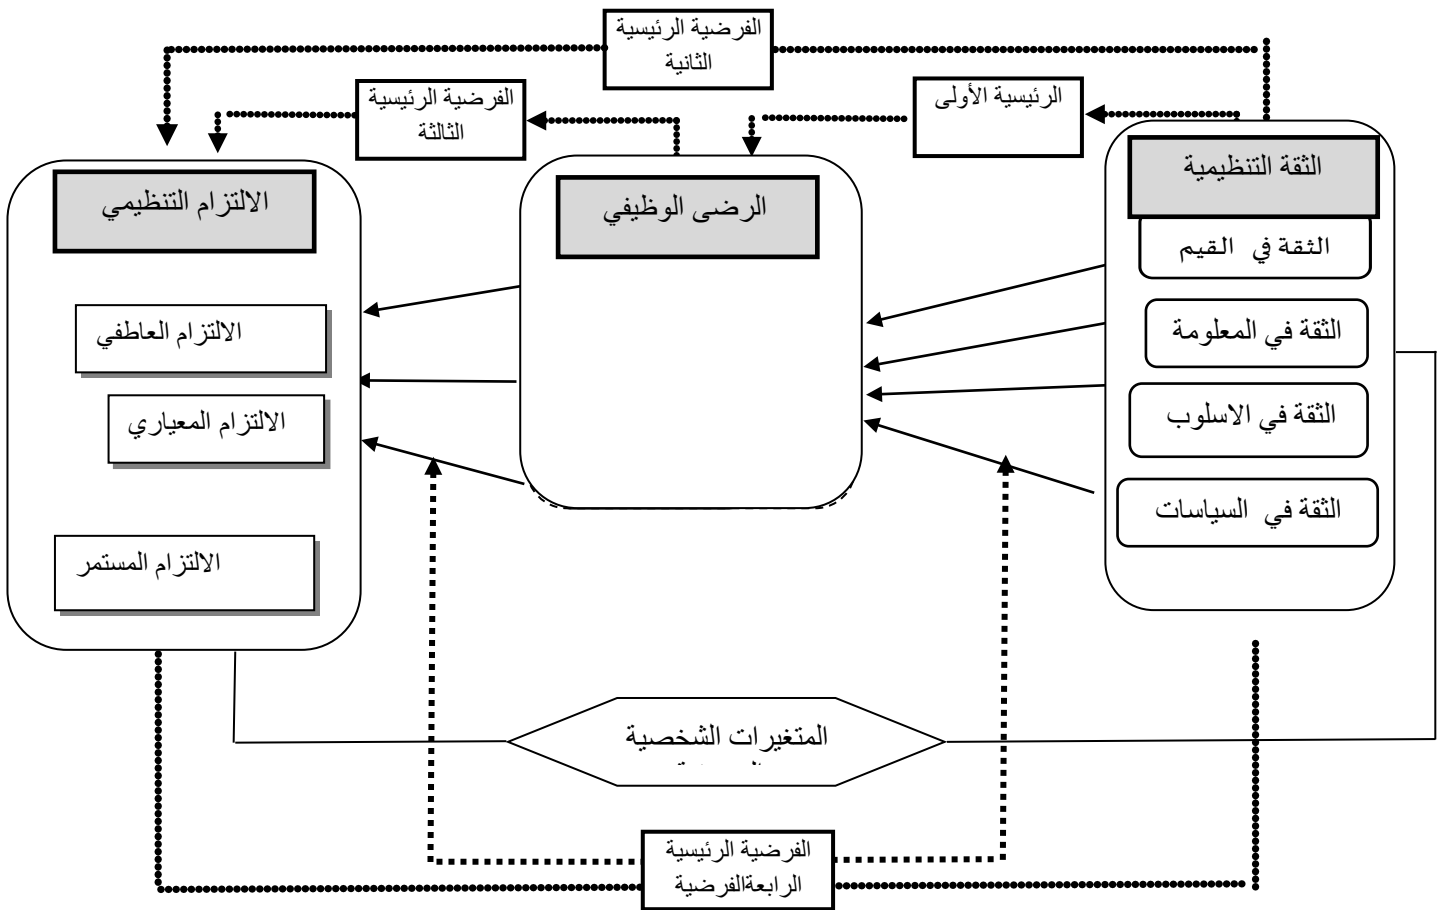 الفرضية الرئيسية
الثانية
الرئيسية الأولى
الفرضية الرئيسية
الثالثة
الثقة التنظيمية
الثقة في القيم
الثقة في المعلومة
الثقة في الاسلوب
الثقة في السياسات
الرضى الوظيفي
الالتزام التنظيمي
الالتزام العاطفي
الالتزام المعياري
الالتزام المستمر
المتغيرات الشخصية
الفرضية الرئيسية
الرابعةالفرضية